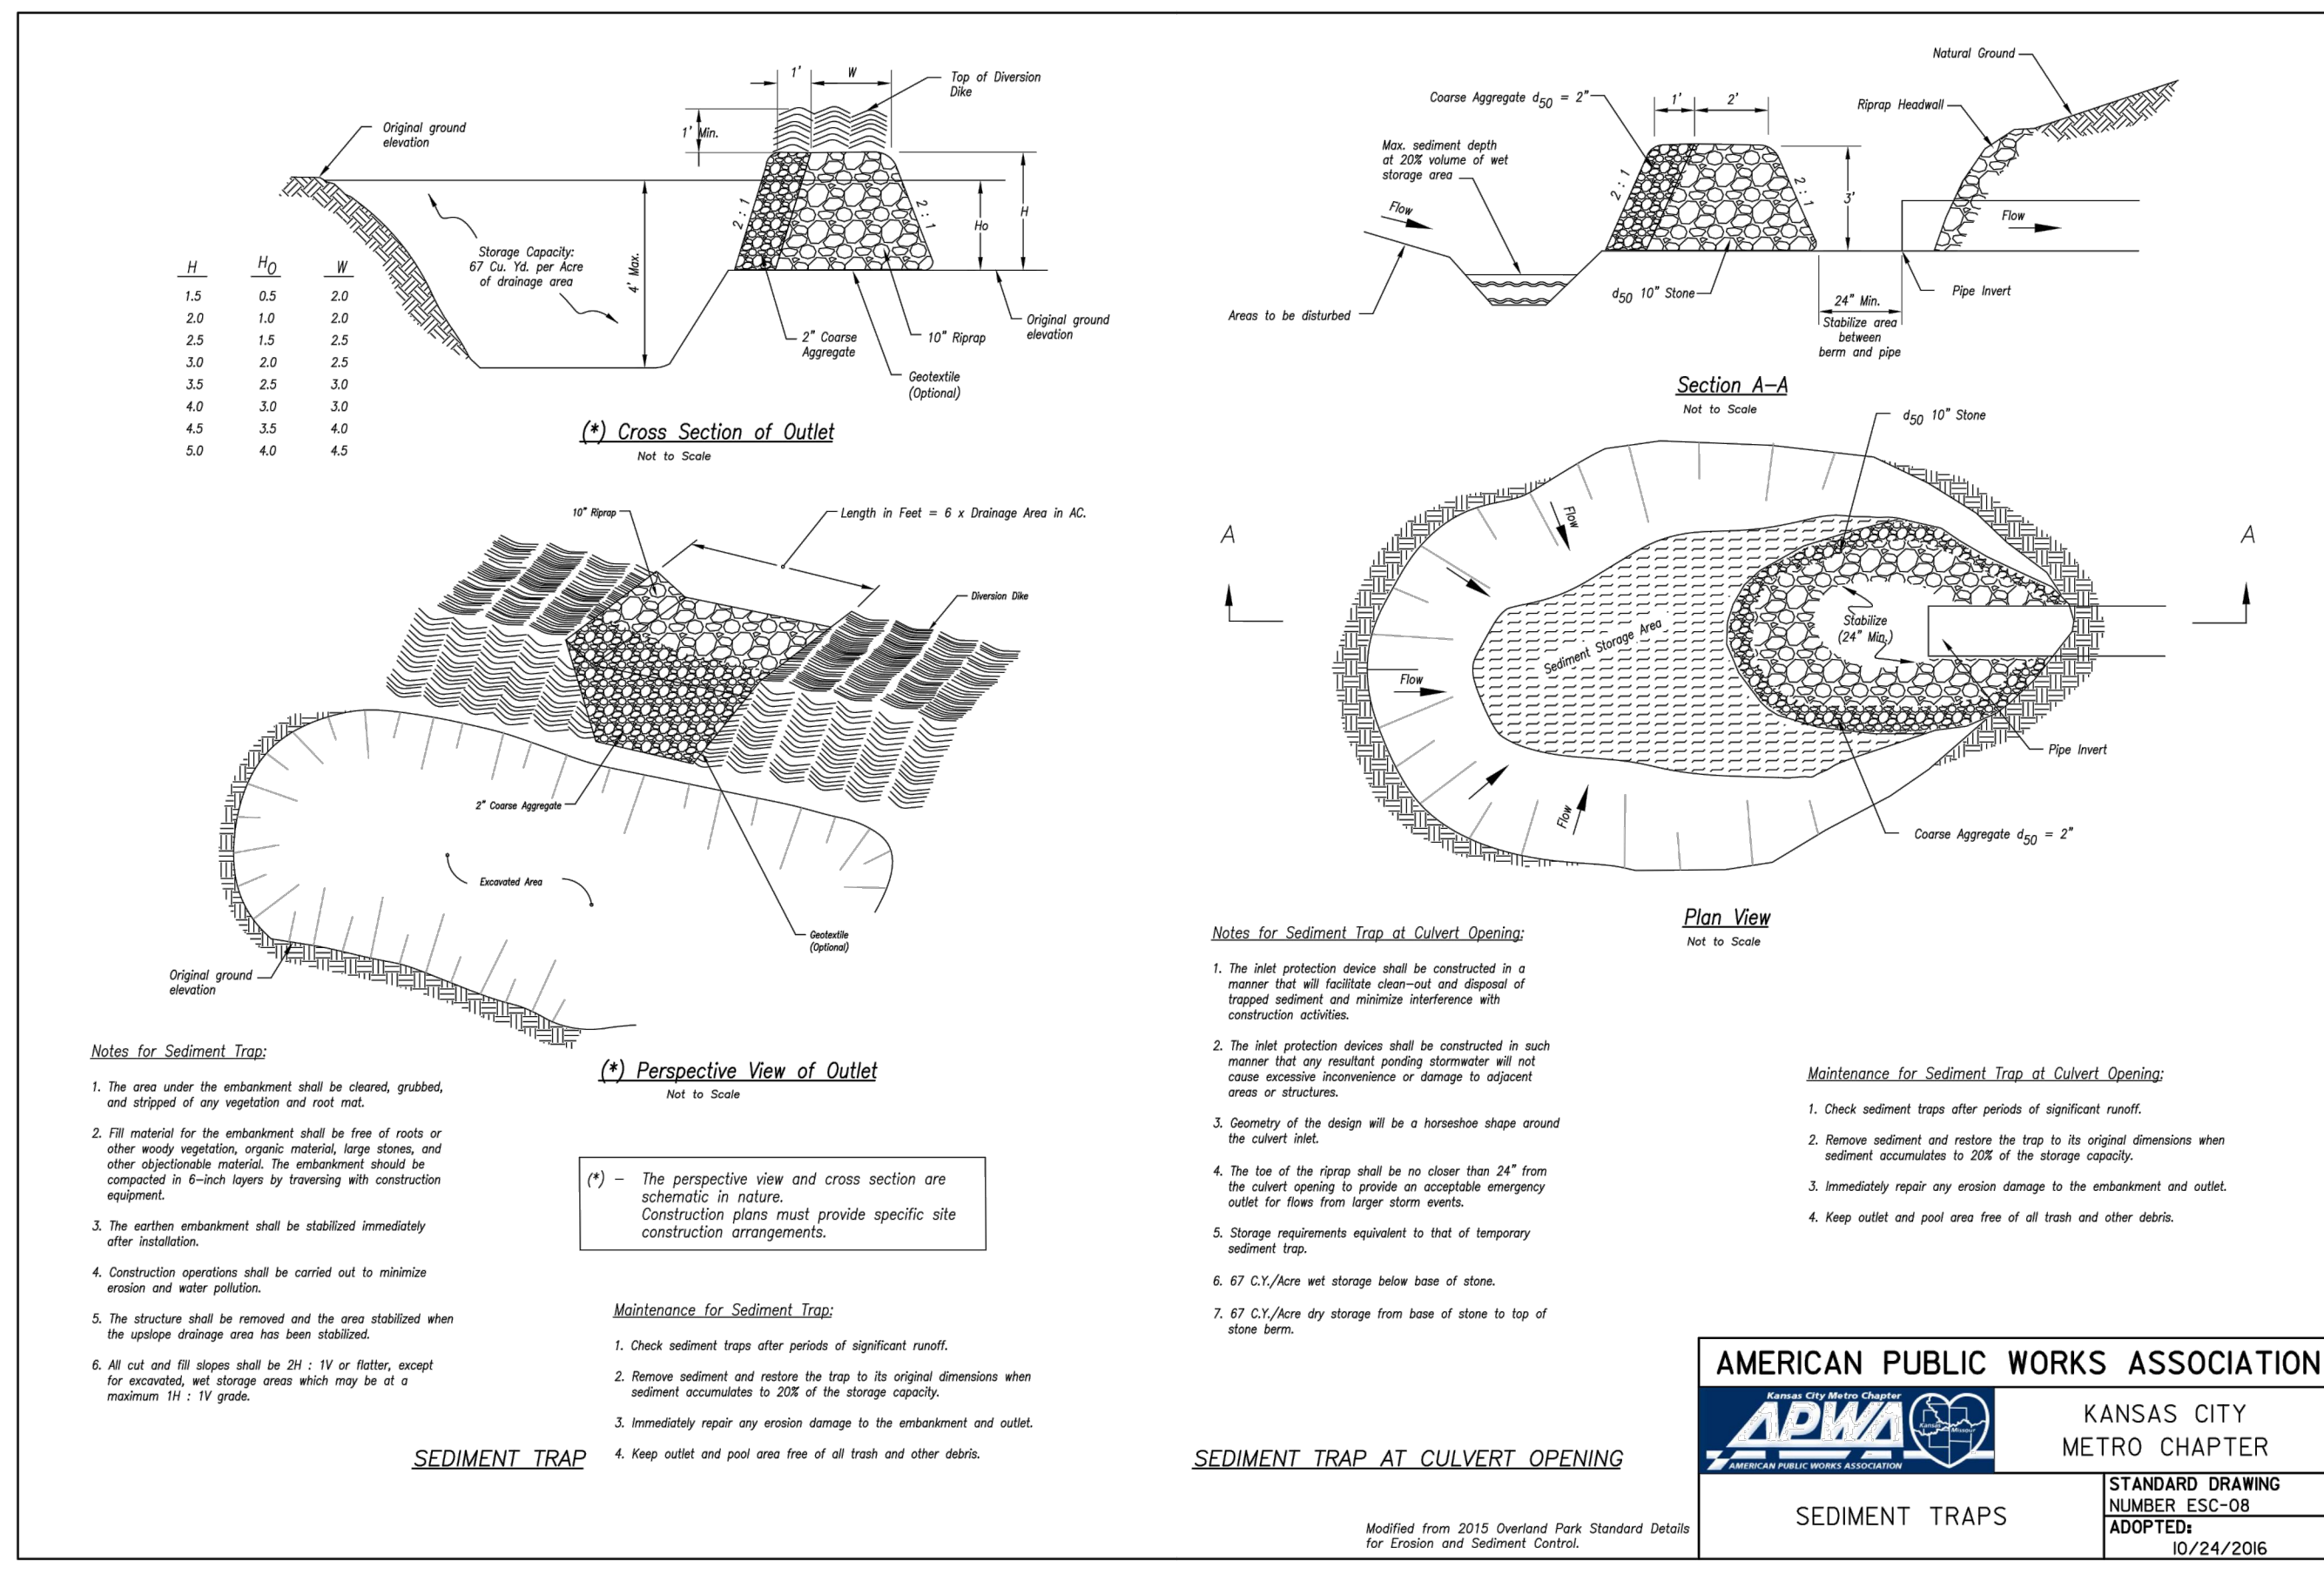 1'
W
Top of Diversion
Dike
1' Min.
Original ground
elevation
2 : 1
2 : 1
Ho
H
Storage Capacity:
67 Cu. Yd. per Acre
of drainage area
4' Max.
H HO W
1.5 0.5 2.0
2.0 1.0 2.0
2.5 1.5 2.5
3.0 2.0 2.5
3.5 2.5 3.0
4.0 3.0 3.0
4.5 3.5 4.0
5.0 4.0 4.5
2" Coarse
Aggregate
10" Riprap
Original ground
elevation
Geotextile
(Optional)
(*) Cross Section of Outlet
Not to Scale
10" Riprap
Length in Feet = 6 x Drainage Area in AC.
Diversion Dike
2" Coarse Aggregate
Excavated Area
Geotextile
(Optional)
Original ground
elevation
(*) Perspective View of Outlet
Not to Scale
Notes for Sediment Trap:
1. The area under the embankment shall be cleared, grubbed,
and stripped of any vegetation and root mat.
2. Fill material for the embankment shall be free of roots or
other woody vegetation, organic material, large stones, and
other objectionable material. The embankment should be
compacted in 6-inch layers by traversing with construction
equipment.
3. The earthen embankment shall be stabilized immediately
after installation.
4. Construction operations shall be carried out to minimize
erosion and water pollution.
5. The structure shall be removed and the area stabilized when
the upslope drainage area has been stabilized.
6. All cut and fill slopes shall be 2H : 1V or flatter, except
for excavated, wet storage areas which may be at a
maximum 1H : 1V grade.
(*) - The perspective view and cross section are
schematic in nature.
Construction plans must provide specific site
construction arrangements.
Maintenance for Sediment Trap:
1. Check sediment traps after periods of significant runoff.
2. Remove sediment and restore the trap to its original dimensions when
sediment accumulates to 20% of the storage capacity.
3. Immediately repair any erosion damage to the embankment and outlet.
4. Keep outlet and pool area free of all trash and other debris.
SEDIMENT TRAP
Natural Ground
Coarse Aggregate d50 = 2"
1'
2'
Riprap Headwall
Max. sediment depth
at 20% volume of wet
storage area
2 : 1
2 : 1
3'
Flow
Flow
d50 10" Stone
Pipe Invert
24" Min.
Areas to be disturbed
Stabilize area
between
berm and pipe
Section A-A
Not to Scale
d50 10" Stone
Flow
A
A
Stabilize
(24" Min.)
Sediment Storage Area
Flow
Pipe Invert
Flow
Coarse Aggregate d50 = 2"
Plan View
Not to Scale
Notes for Sediment Trap at Culvert Opening:
1. The inlet protection device shall be constructed in a
manner that will facilitate clean-out and disposal of
trapped sediment and minimize interference with
construction activities.
2. The inlet protection devices shall be constructed in such
manner that any resultant ponding stormwater will not
cause excessive inconvenience or damage to adjacent
areas or structures.
3. Geometry of the design will be a horseshoe shape around
the culvert inlet.
4. The toe of the riprap shall be no closer than 24" from
the culvert opening to provide an acceptable emergency
outlet for flows from larger storm events.
5. Storage requirements equivalent to that of temporary
sediment trap.
6. 67 C.Y./Acre wet storage below base of stone.
7. 67 C.Y./Acre dry storage from base of stone to top of
stone berm.
Maintenance for Sediment Trap at Culvert Opening:
1. Check sediment traps after periods of significant runoff.
2. Remove sediment and restore the trap to its original dimensions when
sediment accumulates to 20% of the storage capacity.
3. Immediately repair any erosion damage to the embankment and outlet.
4. Keep outlet and pool area free of all trash and other debris.
SEDIMENT TRAP AT CULVERT OPENING
Modified from 2015 Overland Park Standard Details
for Erosion and Sediment Control.
AMERICAN PUBLIC WORKS ASSOCIATION
Kansas City Metro Chapter
APWA
Kansas
Missouri
AMERICAN PUBLIC WORKS ASSOCIATION
KANSAS CITY
METRO CHAPTER
SEDIMENT TRAPS
STANDARD DRAWING
NUMBER ESC-08
ADOPTED:
10/24/2016